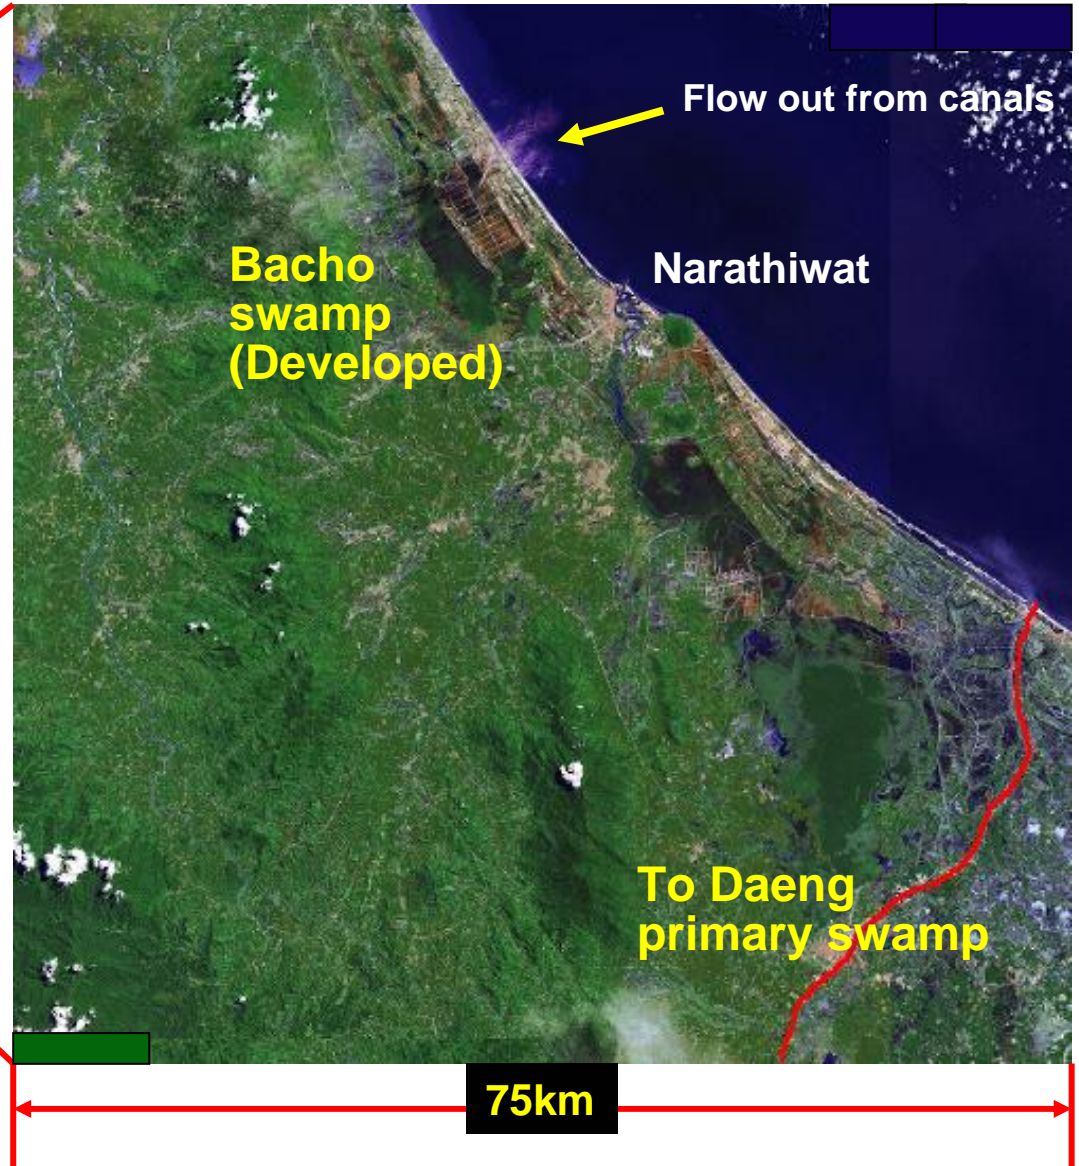 Flow out from canals
Narathiwat
Bacho
swamp
(Developed)
To Daeng
primary swamp
75km